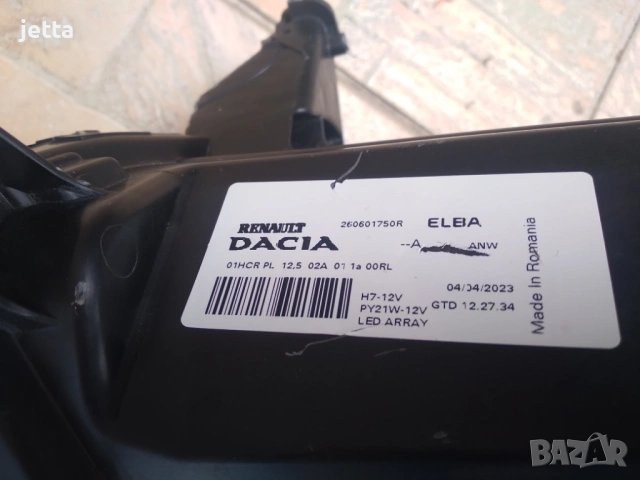 jetta
RENAULT
DACIA
260601750R ELBA
--A ANW
01HCR PL 12,5 02A 01 1a 00RL
H7-12V
PY21W-12V
LED ARRAY
04/04/2023
GTD 12.27.34
Made In Romania
BAZAR